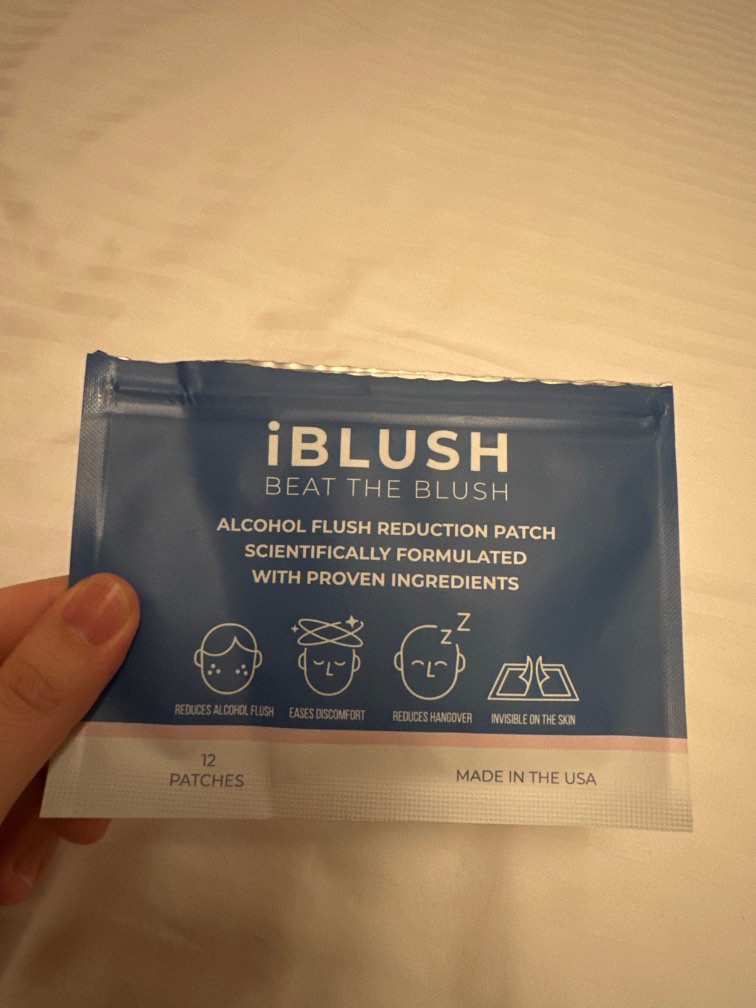 iBLUSH
BEAT THE BLUSH
ALCOHOL FLUSH REDUCTION PATCH
SCIENTIFICALLY FORMULATED
WITH PROVEN INGREDIENTS
Z
Z
REDUCES ALCOHOL FLUSH EASES DISCOMFORT REDUCES HANGOVER INVISIBLE ON THE SKIN
12
PATCHES
MADE IN THE USA